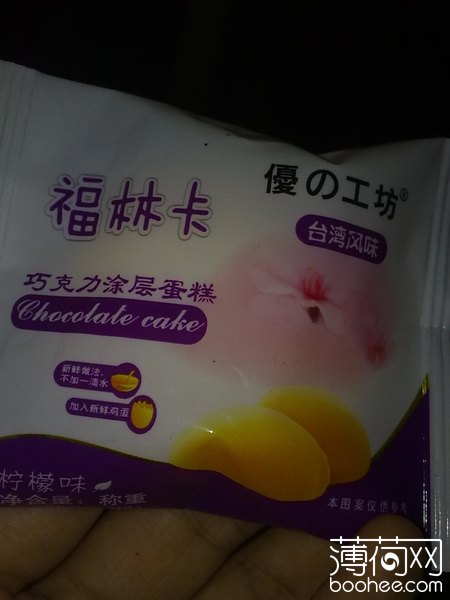 優の工坊®
福林卡
台湾风味
巧克力涂层蛋糕
Chocolate cake
新鲜做法,
不加一滴水
加入新鲜鸡蛋
柠檬味
净含量: 称重
本图案仅供参考
薄荷网
boohee.com